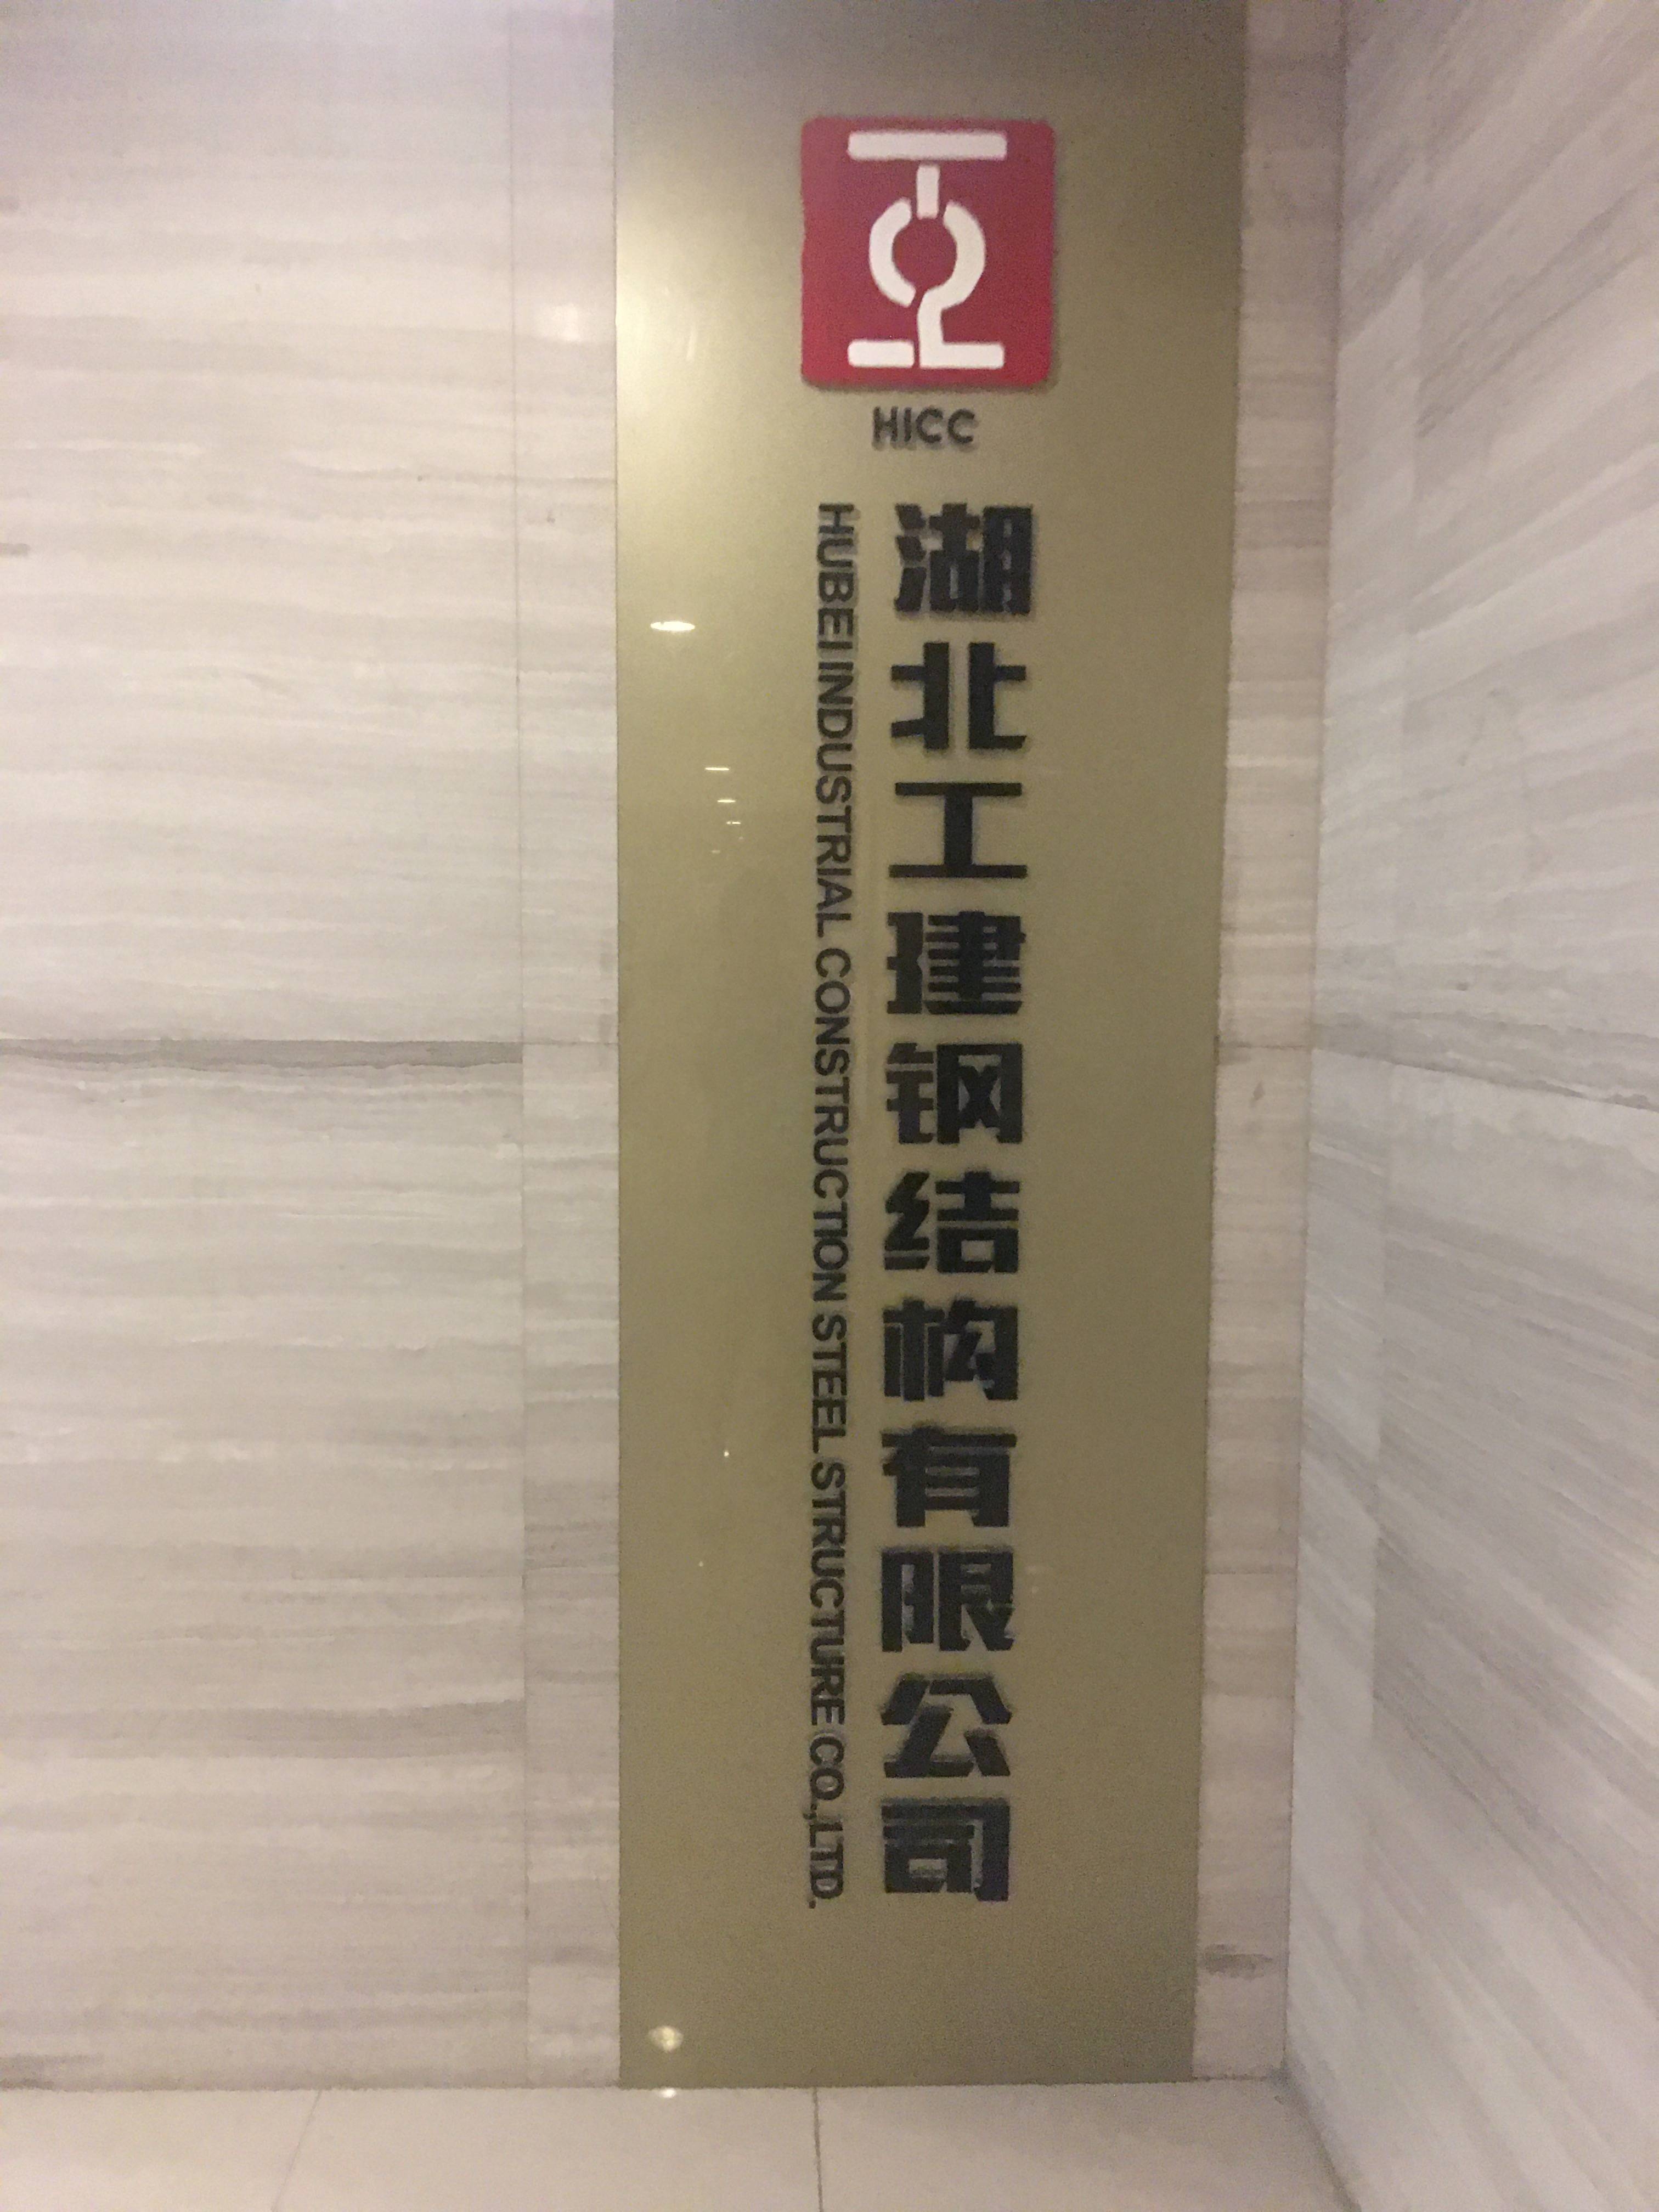 HICC
湖北工建钢结构有限公司
HUBEI INDUSTRIAL CONSTRUCTION STEEL STRUCTURE CO.,LTD.